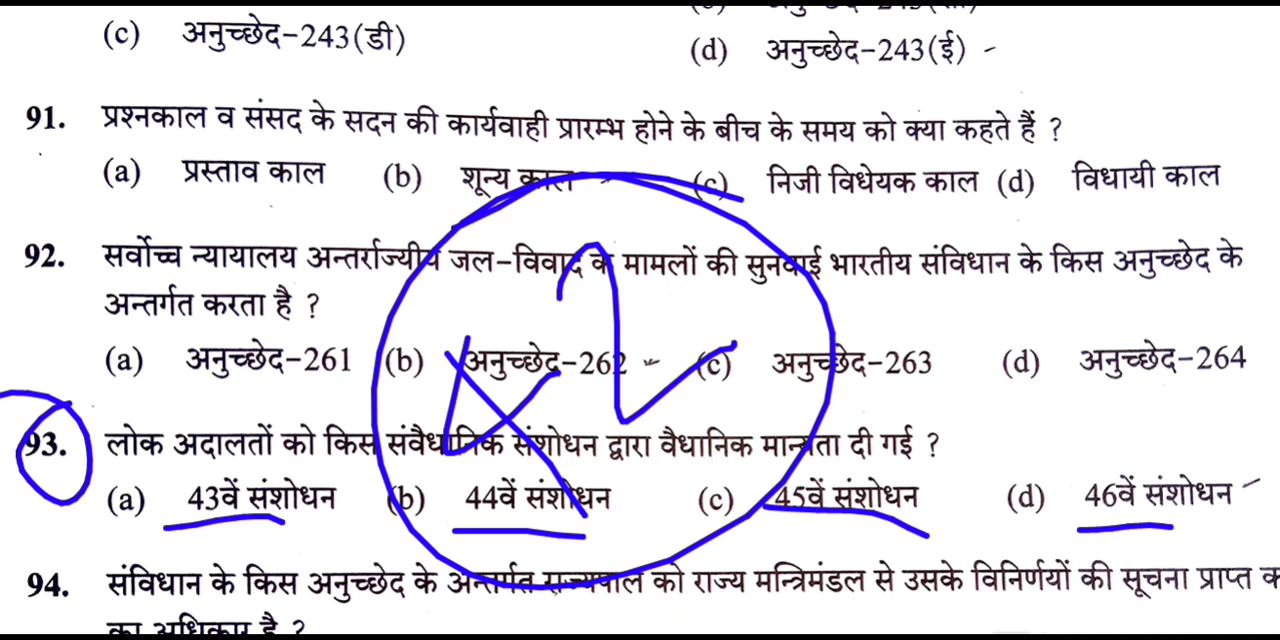 (c) अनुच्छेद-243(डी)
(d) अनुच्छेद-243(ई)
91. प्रश्नकाल व संसद के सदन की कार्यवाही प्रारम्भ होने के बीच के समय को क्या कहते हैं ?
(a) प्रस्ताव काल (b) शून्य काल (c) निजी विधेयक काल (d) विधायी काल
92. सर्वोच्च न्यायालय अन्तर्राज्यीय जल-विवाद के मामलों की सुनवाई भारतीय संविधान के किस अनुच्छेद के
अन्तर्गत करता है ?
(a) अनुच्छेद-261 (b) अनुच्छेद-262 (c) अनुच्छेद-263 (d) अनुच्छेद-264
93. लोक अदालतों को किस संवैधानिक संशोधन द्वारा वैधानिक मान्यता दी गई ?
(a) 43वें संशोधन (b) 44वें संशोधन (c) 45वें संशोधन (d) 46वें संशोधन
94. संविधान के किस अनुच्छेद के अन्तर्गत राज्यपाल को राज्य मन्त्रिमंडल से उसके विनिर्णयों की सूचना प्राप्त
का अधिकार है ?